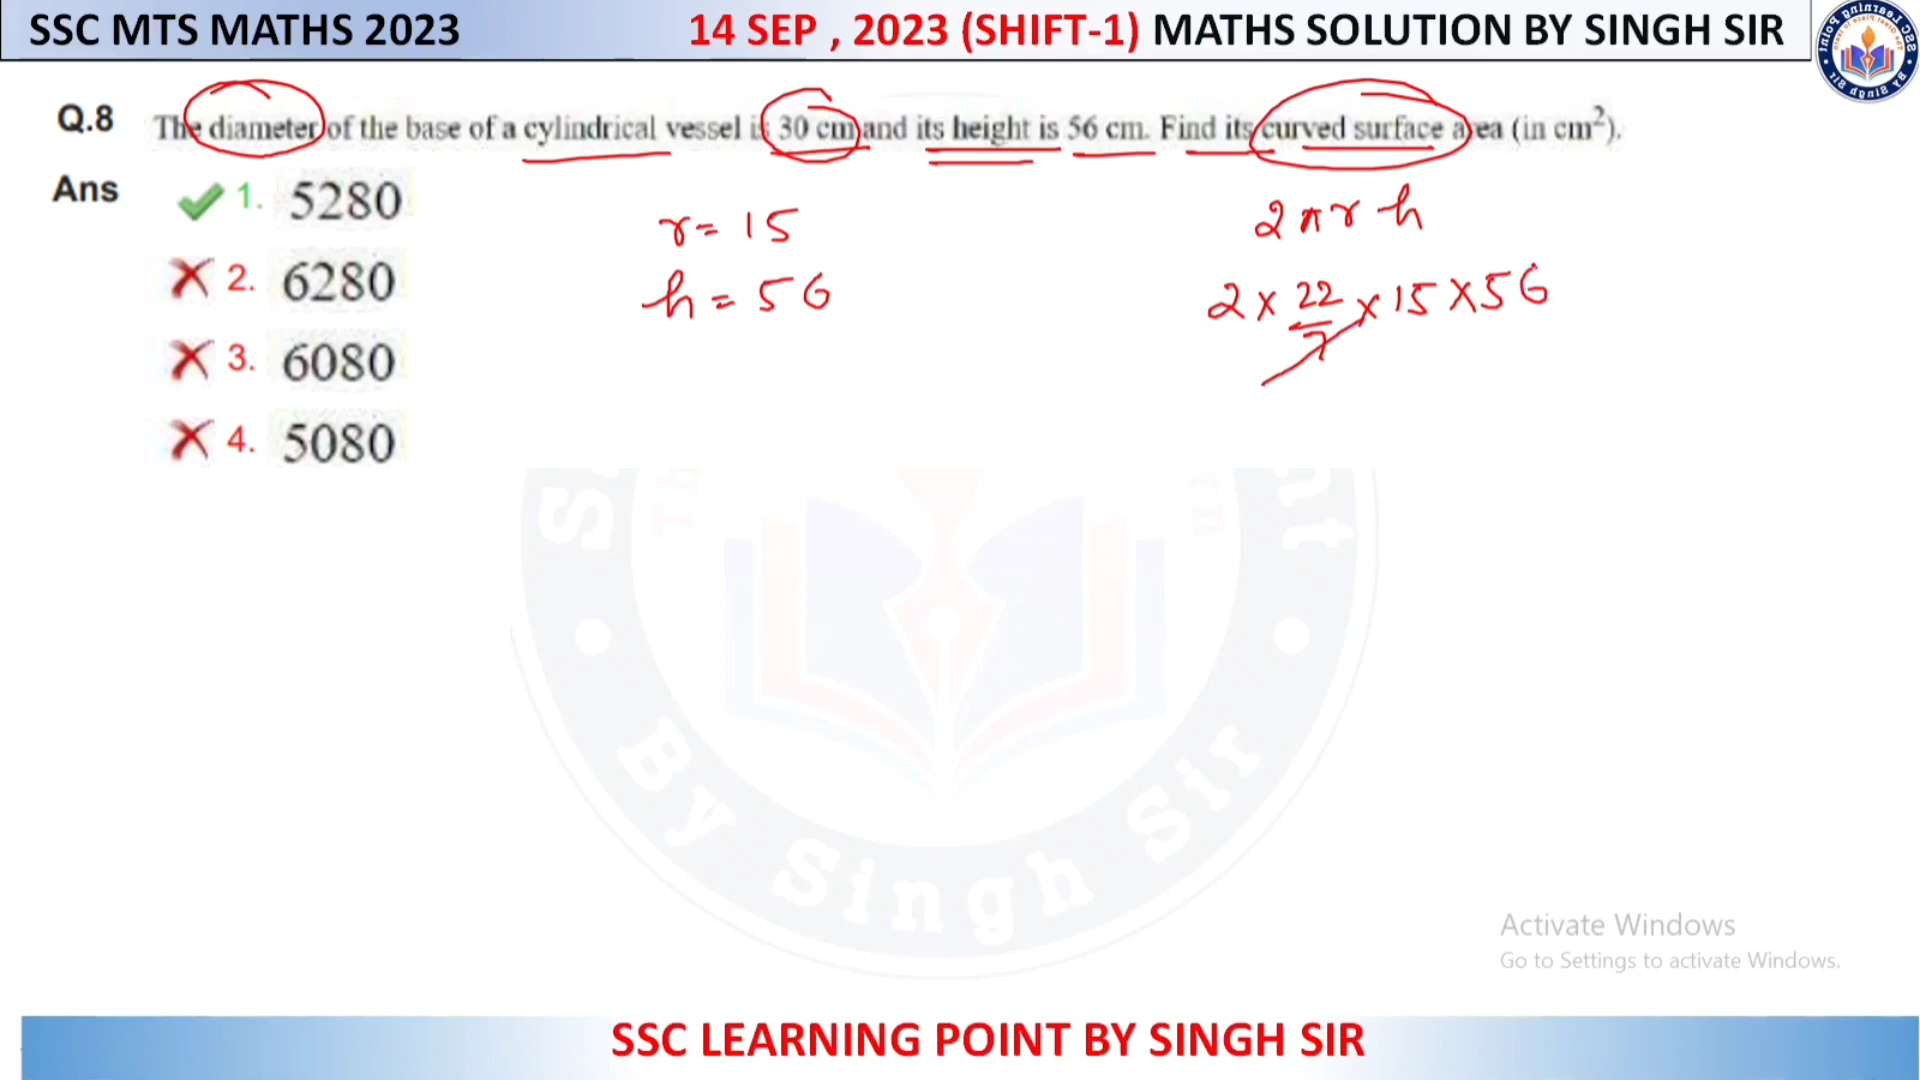 SSC MTS MATHS 2023
14 SEP , 2023 (SHIFT-1) MATHS SOLUTION BY SINGH SIR
Q.8 The diameter of the base of a cylindrical vessel is 30 cm and its height is 56 cm. Find its curved surface area (in cm²).
Ans
1. 5280
2. 6280
3. 6080
4. 5080
r = 15
h = 56
2πrh
2 × 22/7 × 15 × 56
By Singh Sir
Activate Windows
Go to Settings to activate Windows.
SSC LEARNING POINT BY SINGH SIR